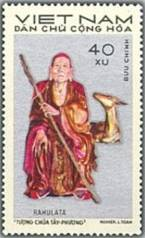 VIETNAM
DÂN CHỦ CỘNG HÒA
40
XU
BƯU CHÍNH
RAHULATA
"TƯỢNG CHÙA TÂY-PHƯƠNG"